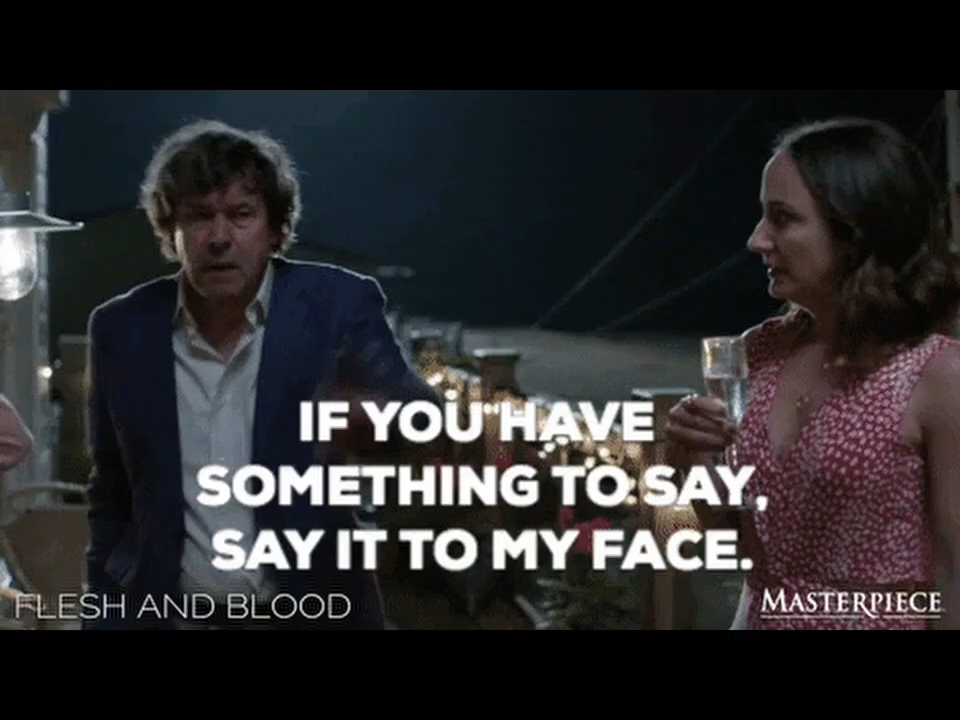 IF YOU HAVE
SOMETHING TO SAY,
SAY IT TO MY FACE.
FLESH AND BLOOD
MASTERPIECE